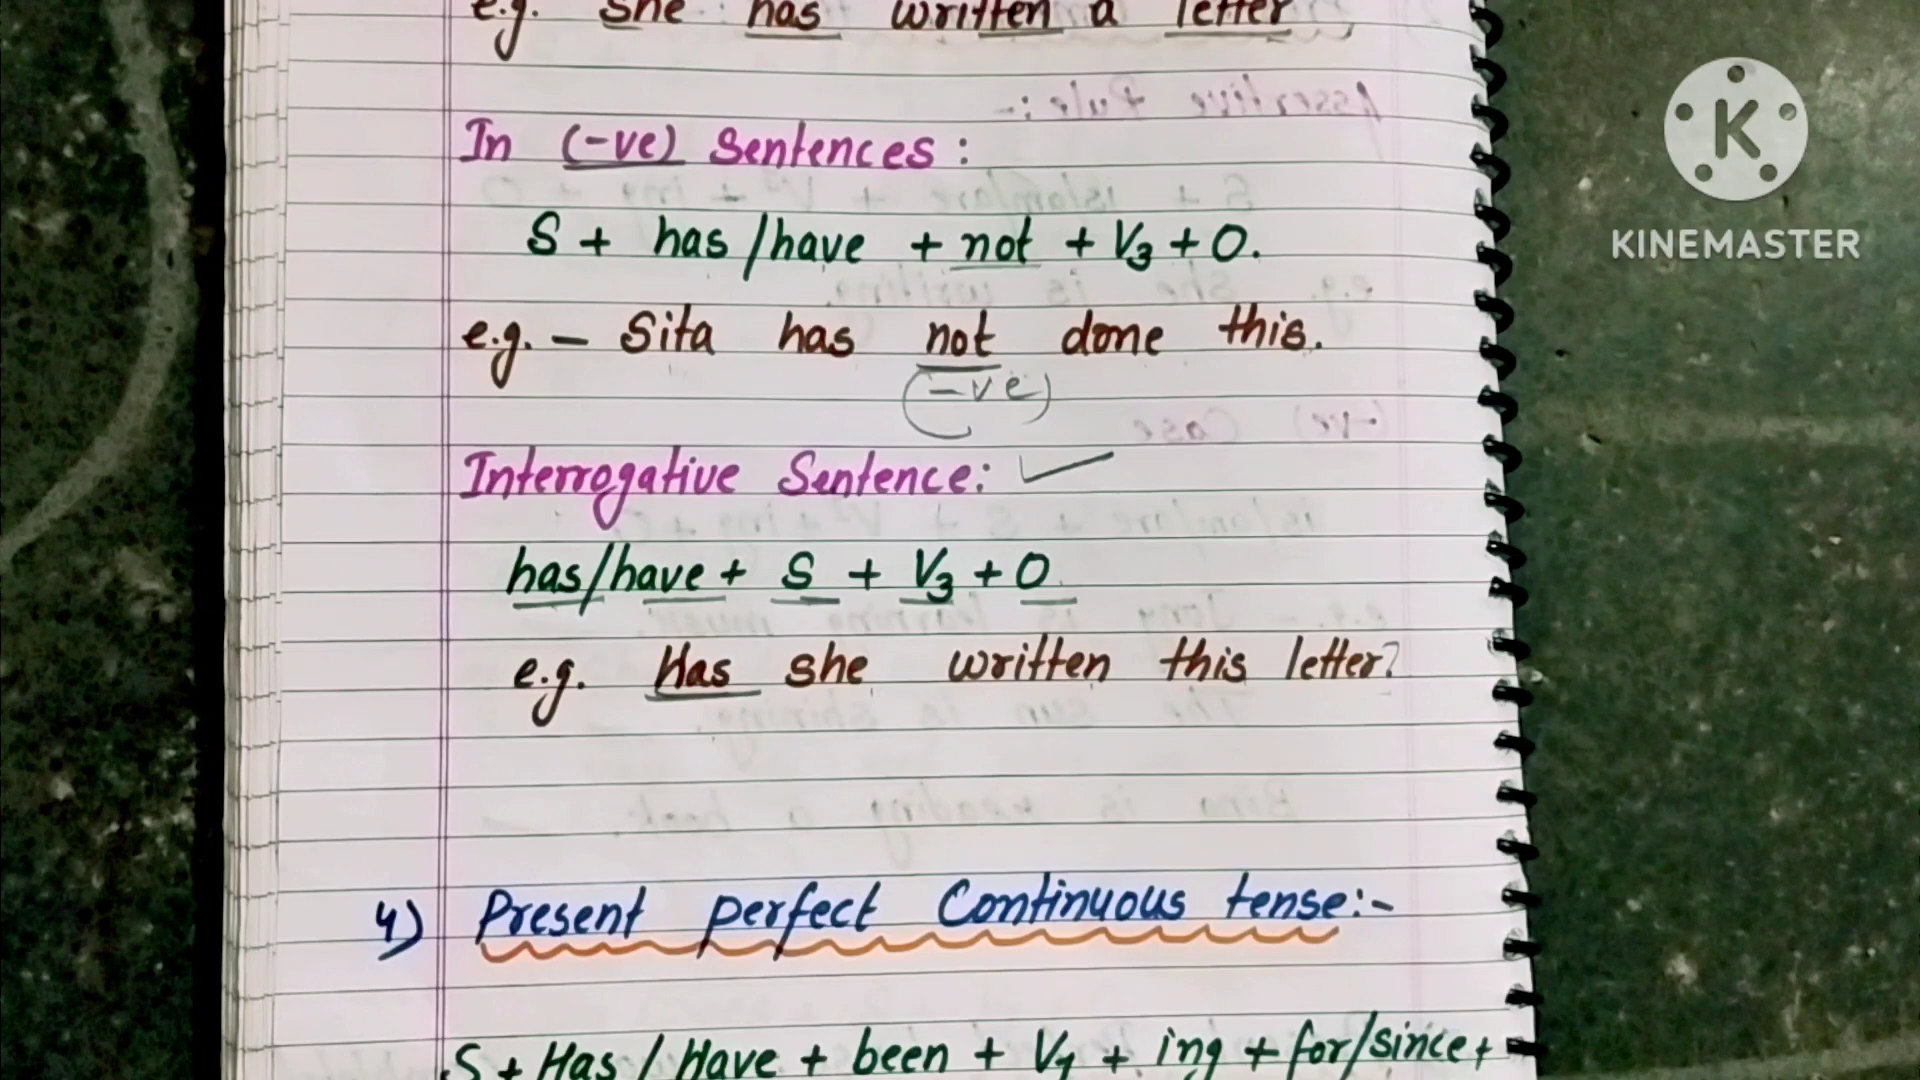 e.g. She has written a letter
In (-ve) Sentences:
S + has/have + not + V3 + O.
e.g. – Sita has not done this.
(-ve)
Interrogative Sentence:
has/have + S + V3 + O
e.g. Has she written this letter?
4) Present perfect Continuous tense:-
S + Has / Have + been + V1 + ing + for/since +
K
KINEMASTER